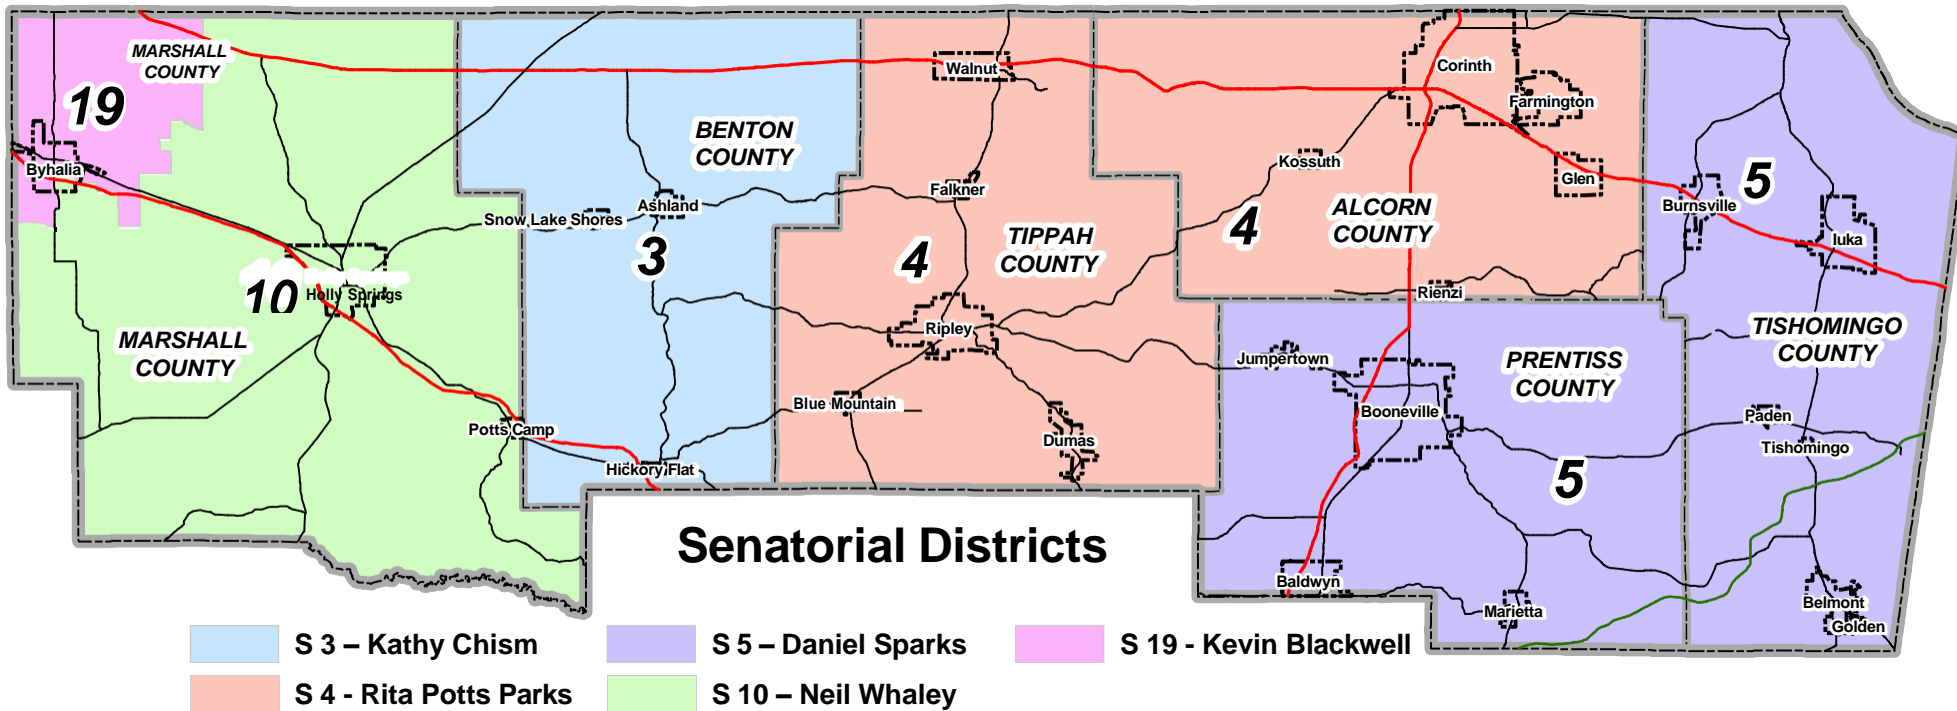 MARSHALL
COUNTY
19
Byhalia
10
Holly Springs
MARSHALL
COUNTY
Potts Camp
BENTON
COUNTY
Snow Lake Shores
Ashland
3
Hickory Flat
Walnut
Falkner
4
TIPPAH
COUNTY
Ripley
Blue Mountain
Dumas
Corinth
Farmington
Kossuth
Glen
4
ALCORN
COUNTY
Rienzi
Jumpertown
PRENTISS
COUNTY
Booneville
5
Baldwyn
Marietta
5
Burnsville
Iuka
TISHOMINGO
COUNTY
Paden
Tishomingo
Belmont
Golden
Senatorial Districts
S 3 – Kathy Chism
S 5 – Daniel Sparks
S 19 - Kevin Blackwell
S 4 - Rita Potts Parks
S 10 – Neil Whaley